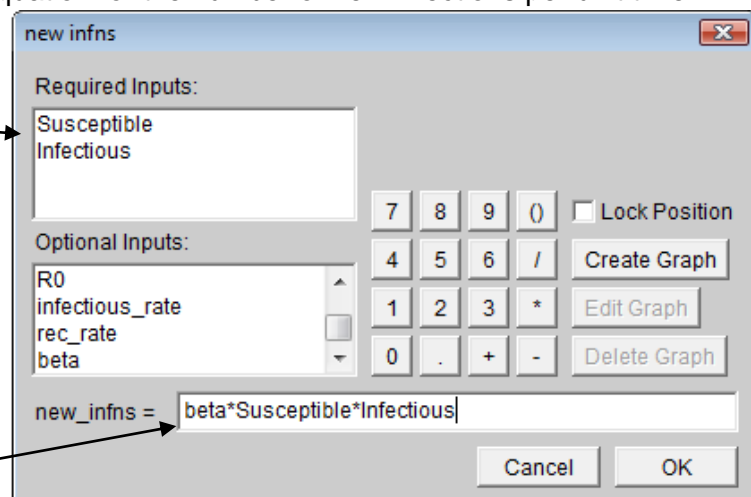 new infns
Required Inputs:
Susceptible
Infectious
7 8 9 () Lock Position
Optional Inputs:
4 5 6 / Create Graph
R0
infectious_rate
1 2 3 * Edit Graph
rec_rate
beta
0 . + - Delete Graph
new_infns = beta*Susceptible*Infectious
Cancel OK